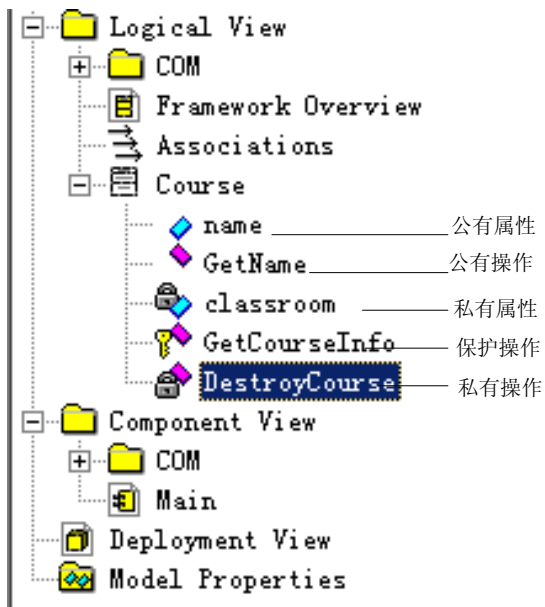 Logical View
COM
Framework Overview
Associations
Course
name 公有属性
GetName 公有操作
classroom 私有属性
GetCourseInfo 保护操作
DestroyCourse 私有操作
Component View
COM
Main
Deployment View
Model Properties